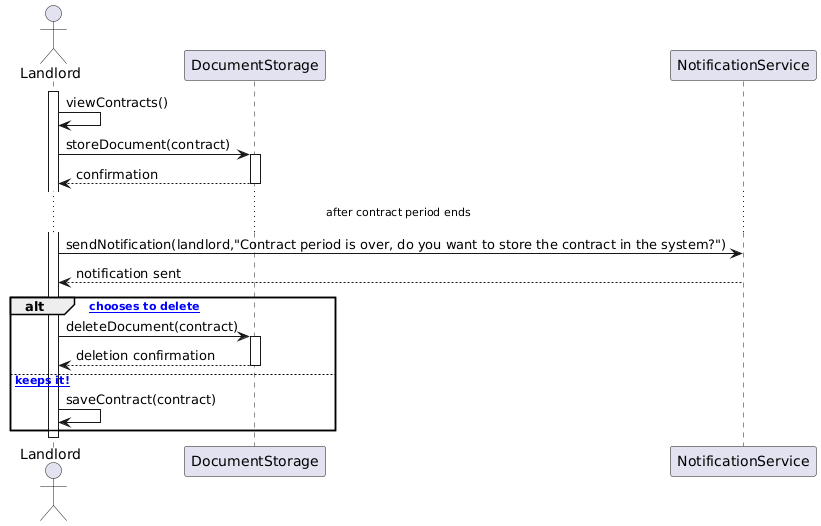 Landlord
DocumentStorage
NotificationService
viewContracts()
storeDocument(contract)
confirmation
after contract period ends
sendNotification(landlord,"Contract period is over, do you want to store the contract in the system?")
notification sent
alt chooses to delete
deleteDocument(contract)
deletion confirmation
keeps it!
saveContract(contract)
Landlord
DocumentStorage
NotificationService